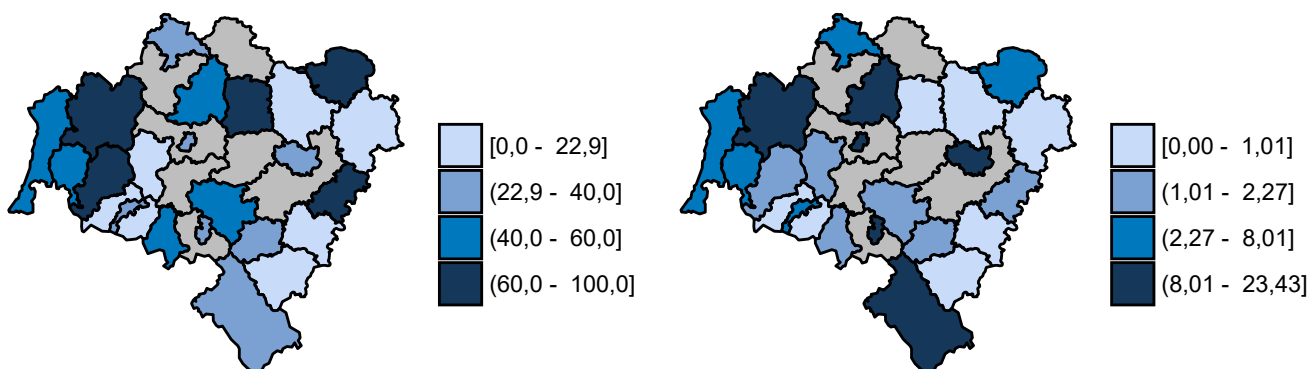 [0,0 - 22,9]
(22,9 - 40,0]
(40,0 - 60,0]
(60,0 - 100,0]
[0,00 - 1,01]
(1,01 - 2,27]
(2,27 - 8,01]
(8,01 - 23,43]